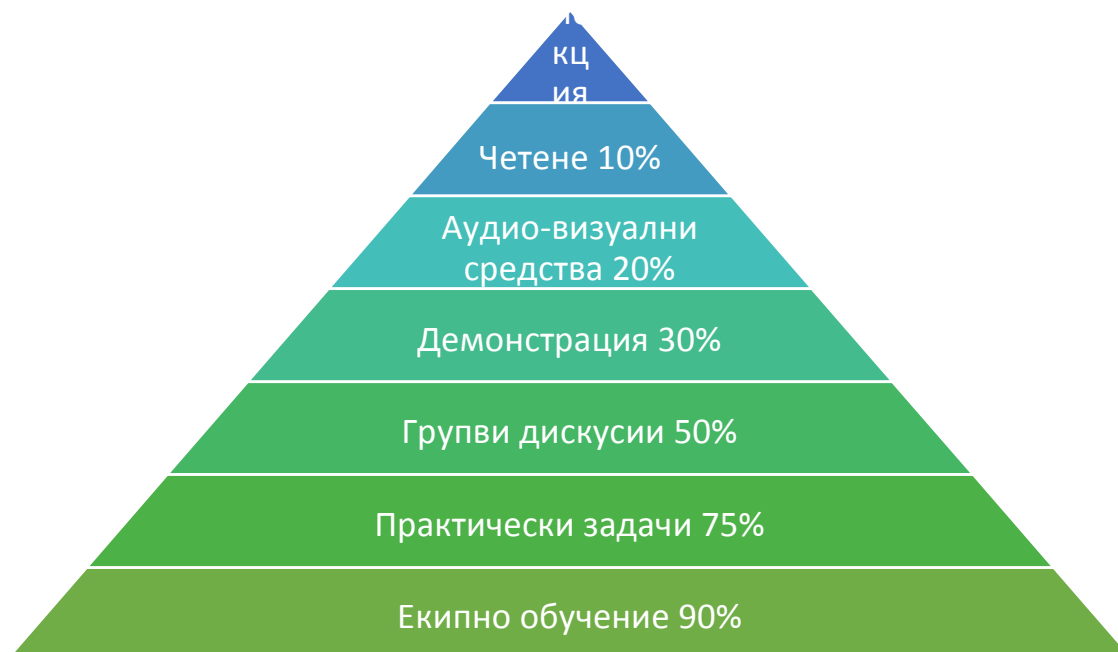 кц
ия
Четене 10%
Аудио-визуални
средства 20%
Демонстрация 30%
Групви дискусии 50%
Практически задачи 75%
Екипно обучение 90%